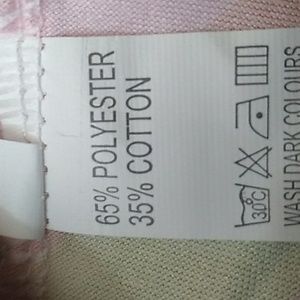 65% POLYESTER
35% COTTON
30°C
WASH DARK COLOURS